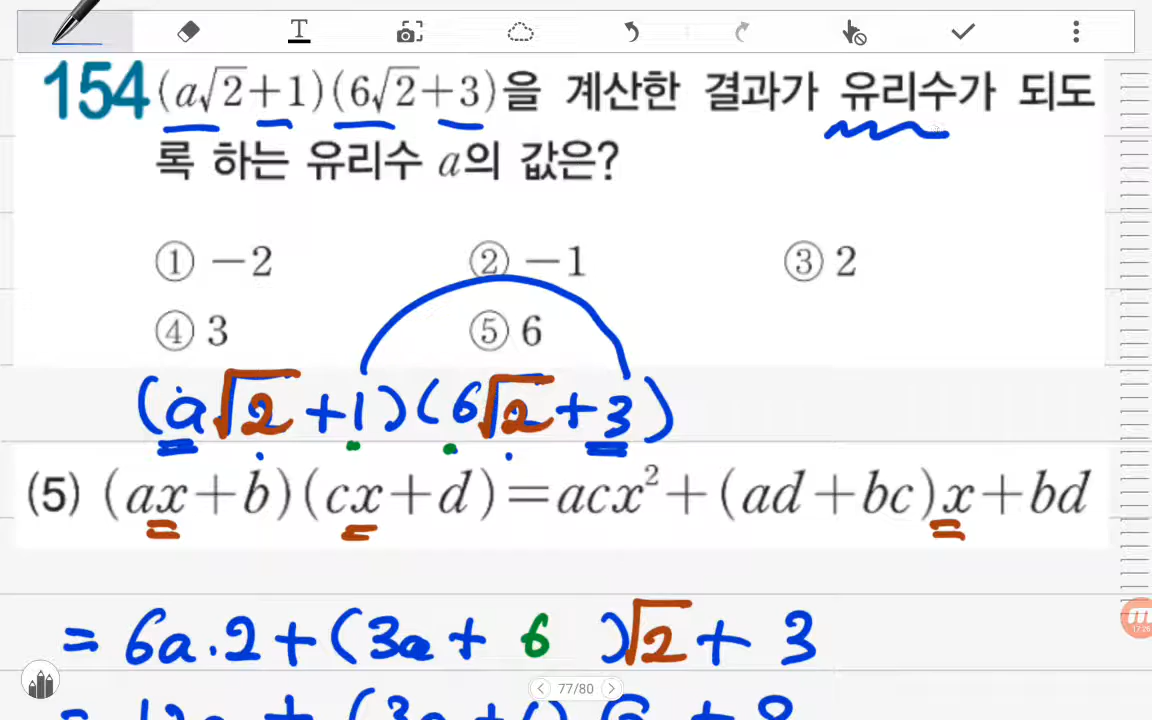 T
154 (a√2+1)(6√2+3)을 계산한 결과가 유리수가 되도
록 하는 유리수 a의 값은?
① −2 ② −1 ③ 2
④ 3 ⑤ 6
(a√2+1)(6√2+3)
(5) (ax+b)(cx+d)=acx²+(ad+bc)x+bd
= 6a·2+(3a+6)√2+3
77/80
17:26